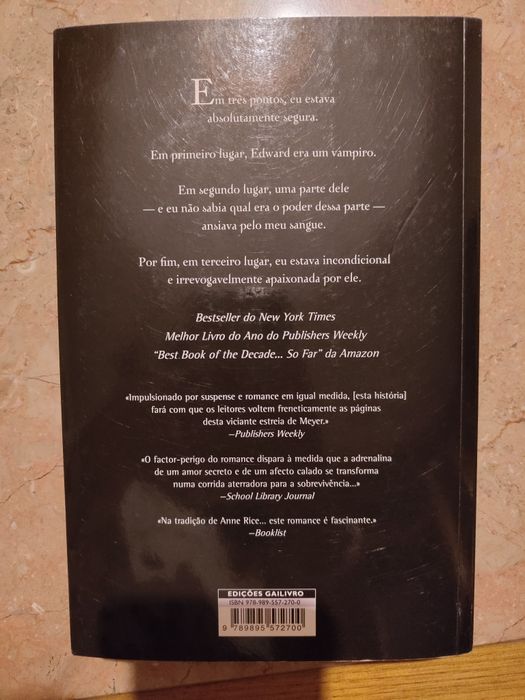 Em três pontos, eu estava
absolutamente segura.
Em primeiro lugar, Edward era um vampiro.
Em segundo lugar, uma parte dele
— e eu não sabia qual era o poder dessa parte —
ansiava pelo meu sangue.
Por fim, em terceiro lugar, eu estava incondicional
e irrevogavelmente apaixonada por ele.
Bestseller do New York Times
Melhor Livro do Ano do Publishers Weekly
“Best Book of the Decade... So Far” da Amazon
«Impulsionado por suspense e romance em igual medida, [esta história]
fará com que os leitores voltem freneticamente as páginas
desta viciante estreia de Meyer.»
—Publishers Weekly
«O factor-perigo do romance dispara à medida que a adrenalina
de um amor secreto e de um afecto calado se transforma
numa corrida aterradora para a sobrevivência...»
—School Library Journal
«Na tradição de Anne Rice... este romance é fascinante.»
—Booklist
EDIÇÕES GAILIVRO
ISBN 978-989-557-270-0
9 789895 572700